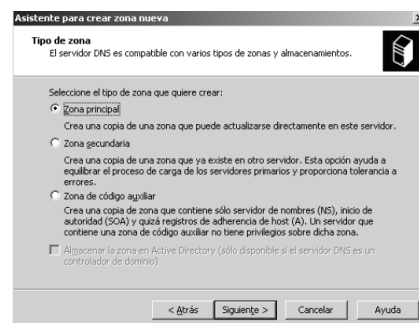 Asistente para crear zona nueva
Tipo de zona
El servidor DNS es compatible con varios tipos de zonas y almacenamientos.
Seleccione el tipo de zona que quiere crear:
Zona principal
Crea una copia de una zona que puede actualizarse directamente en este servidor.
Zona secundaria
Crea una copia de una zona que ya existe en otro servidor. Esta opción ayuda a
equilibrar el proceso de carga de los servidores primarios y proporciona tolerancia a
errores.
Zona de código auxiliar
Crea una copia de zona que contiene sólo servidor de nombres (NS), inicio de
autoridad (SOA) y quizá registros de adherencia de host (A). Un servidor que
contiene una zona de código auxiliar no tiene privilegios sobre dicha zona.
Almacenar la zona en Active Directory (sólo disponible si el servidor DNS es un
controlador de dominio)
< Atrás Siguiente > Cancelar Ayuda